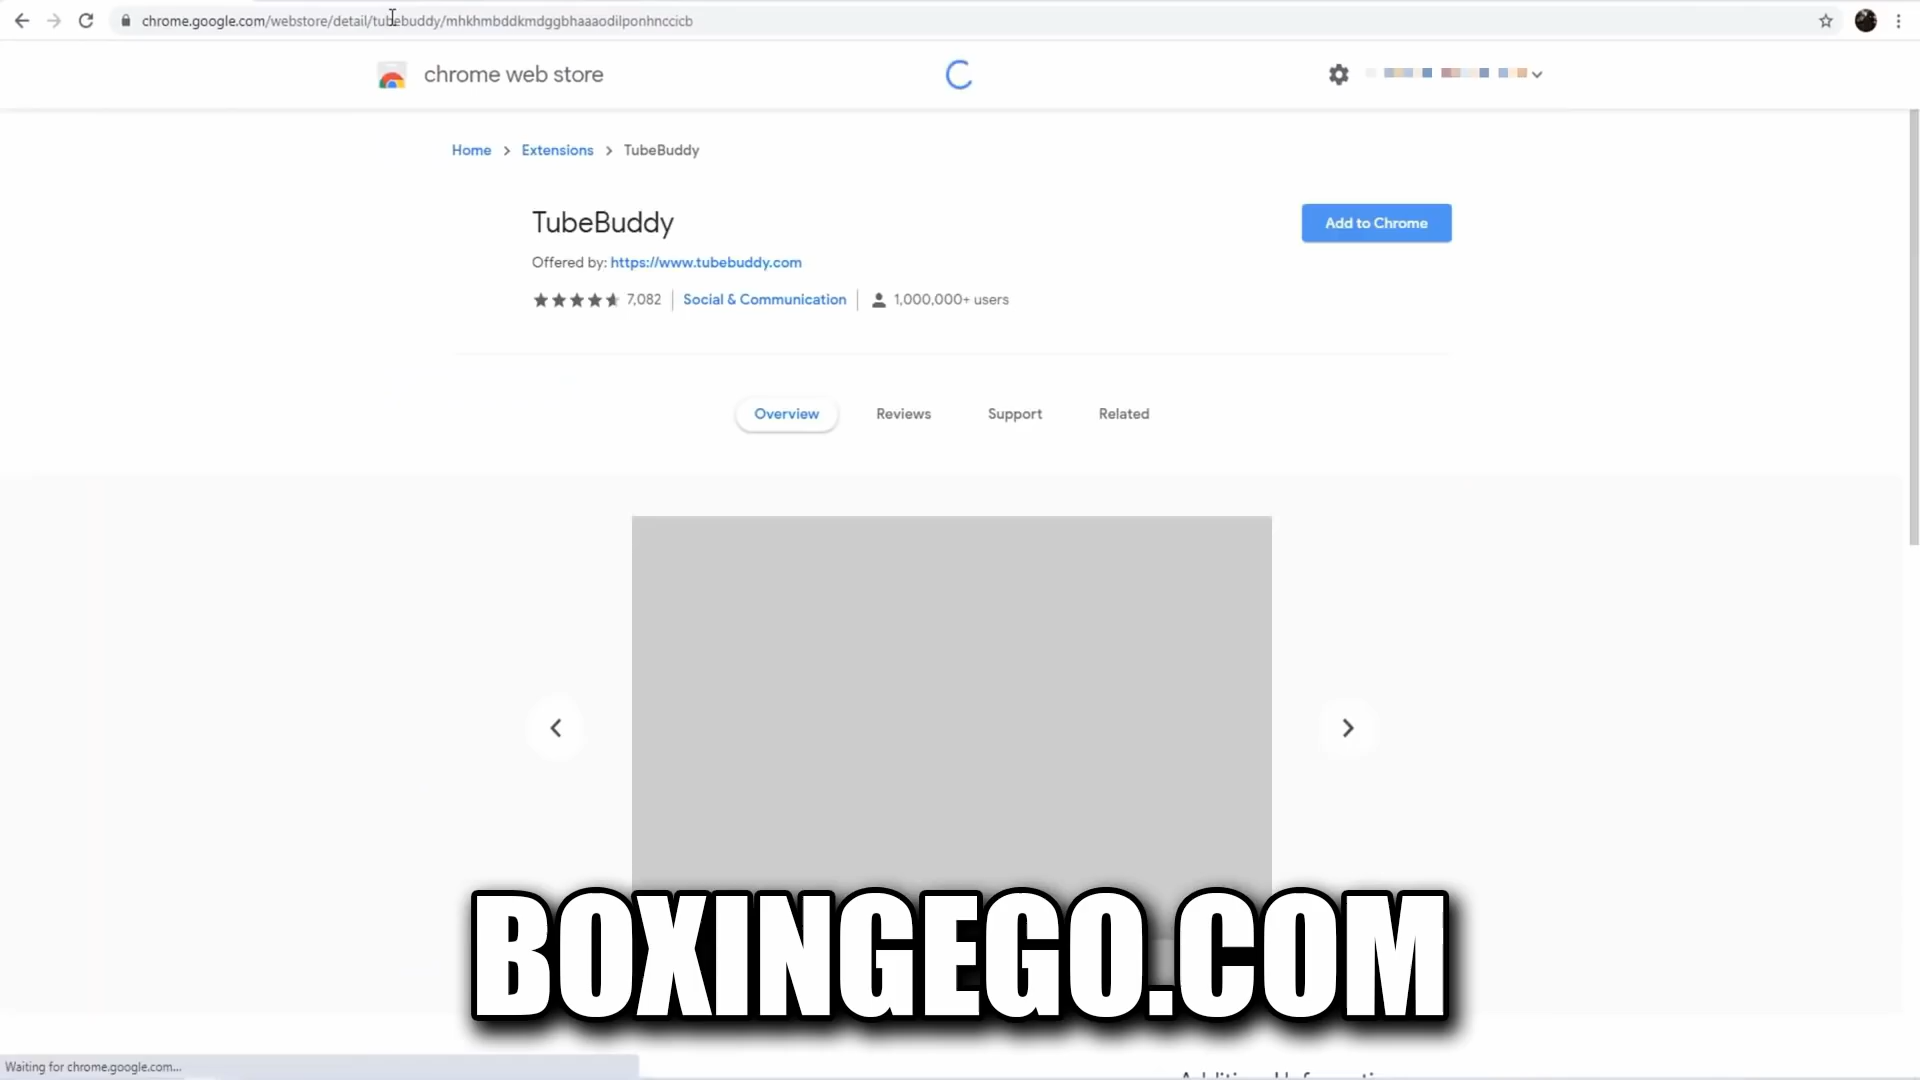 chrome.google.com/webstore/detail/tubebuddy/mhkhmbddkmdggbhaaaodilponhnccicb
chrome web store
Home > Extensions > TubeBuddy
TubeBuddy
Add to Chrome
Offered by: https://www.tubebuddy.com
7,082 Social & Communication 1,000,000+ users
Overview Reviews Support Related
BOXINGEGO.COM
Waiting for chrome.google.com...